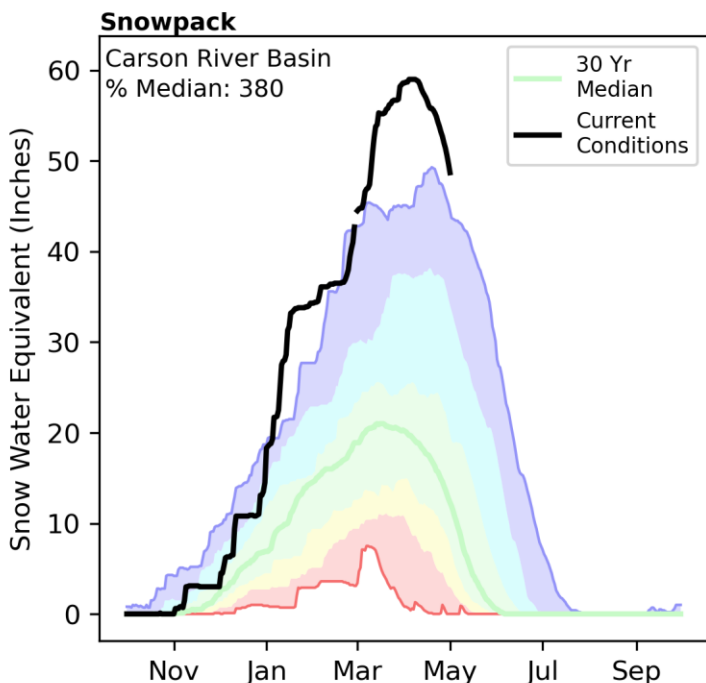 Snowpack
Carson River Basin
% Median: 380
30 Yr
Median
Current
Conditions
Snow Water Equivalent (Inches)
60
50
40
30
20
10
0
Nov Jan Mar May Jul Sep